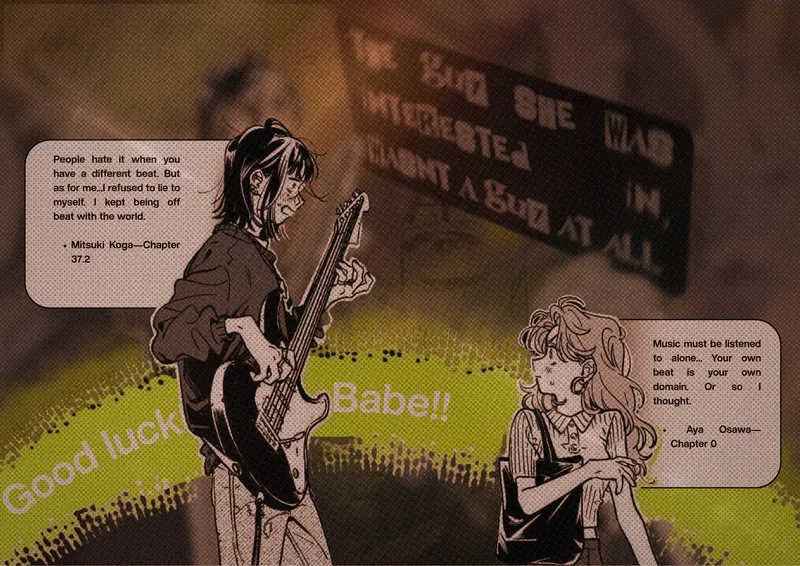 THE guY SHE WAS
INTERESTEd iN,
WASNT A guY AT ALL
People hate it when you
have a different beat. But
as for me...I refused to lie to
myself. I kept being off
beat with the world.
• Mitsuki Koga—Chapter
37.2
Music must be listened
to alone... Your own
beat is your own
domain. Or so I
thought.
• Aya Osawa—
Chapter 0
Good luck Babe!!